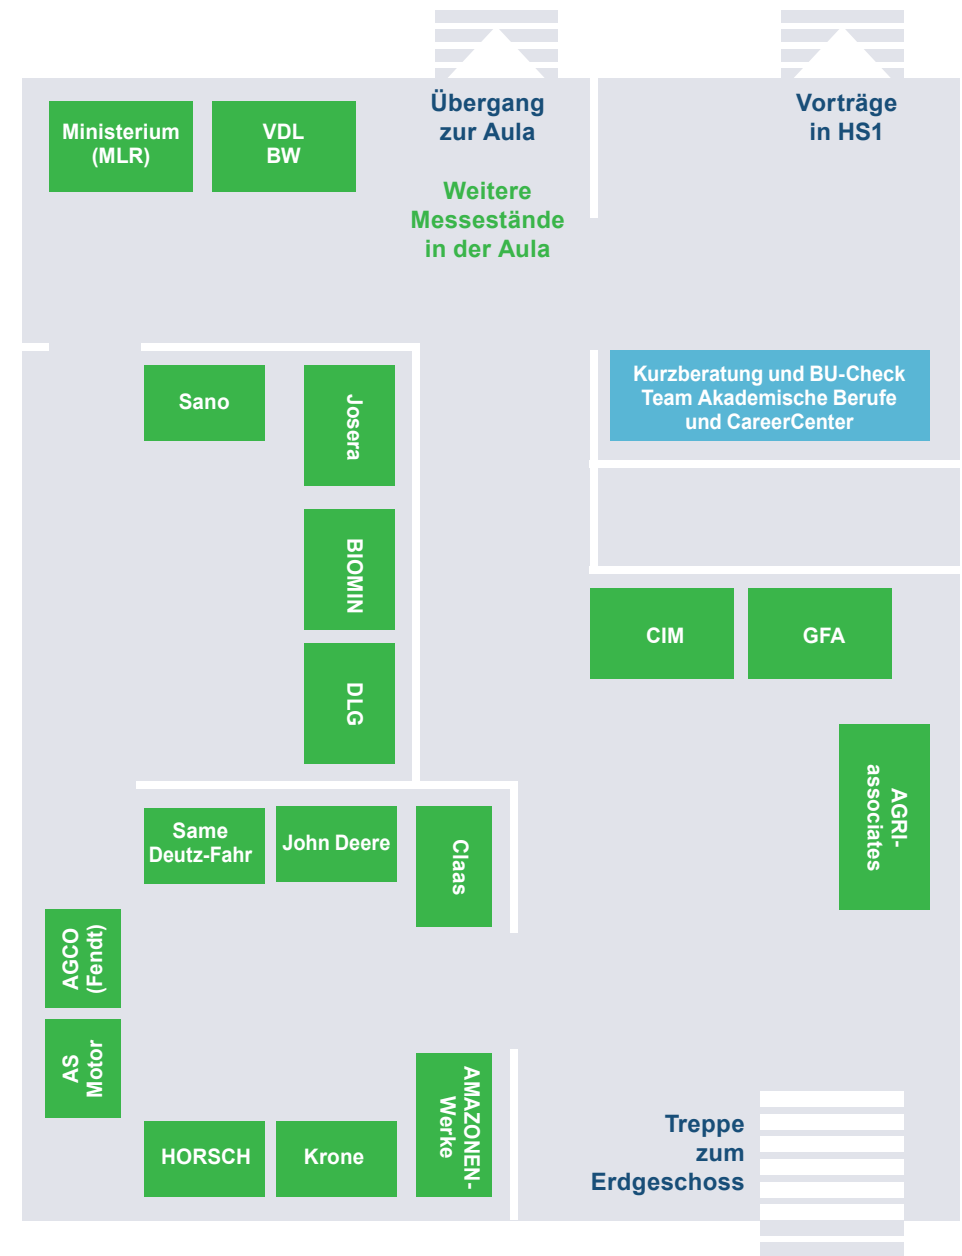 Übergang
zur Aula
Vorträge
in HS1
Ministerium
(MLR)
VDL
BW
Weitere
Messestände
in der Aula
Sano
Josera
Kurzberatung und BU-Check
Team Akademische Berufe
und CareerCenter
BIOMIN
DLG
CIM
GFA
AGRI-
associates
Same
Deutz-Fahr
John Deere
Claas
AGCO
(Fendt)
AS
Motor
HORSCH
Krone
AMAZONEN-
Werke
Treppe
zum
Erdgeschoss